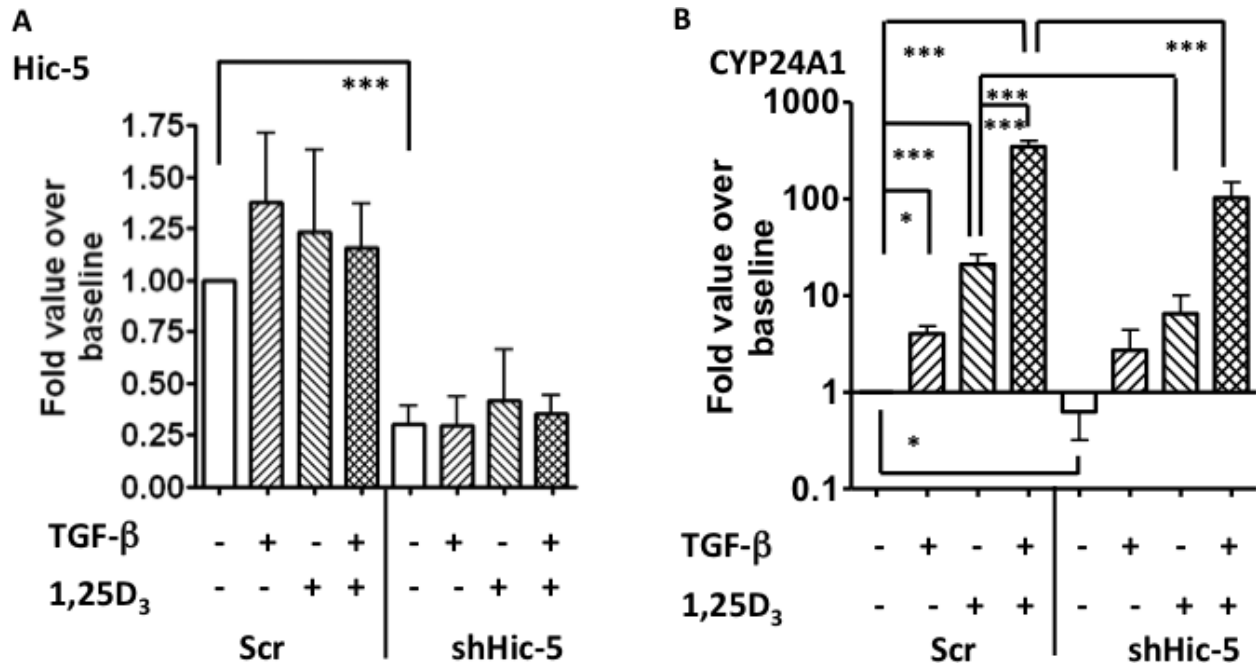 A
Hic-5
***
1.75
1.50
1.25
1.00
0.75
0.50
0.25
0.00
Fold value over
baseline
TGF-β - + - + - + - +
1,25D₃ - - + + - - + +
Scr shHic-5
B
CYP24A1
***
***
***
***
***
*
*
1000
100
10
1
0.1
Fold value over
baseline
TGF-β - + - + - + - +
1,25D₃ - - + + - - + +
Scr shHic-5